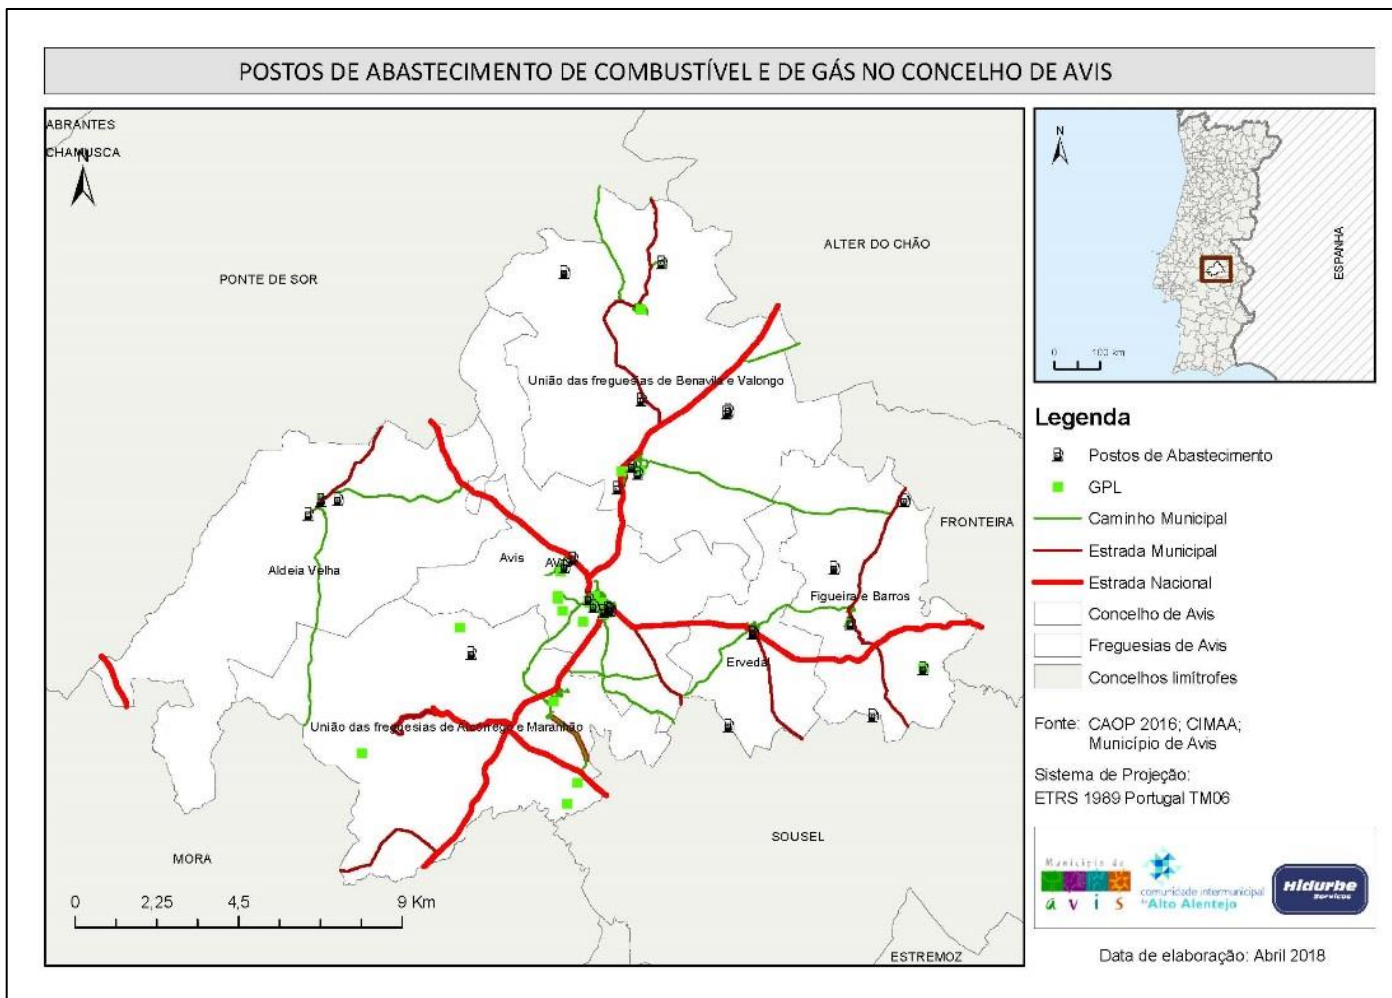 POSTOS DE ABASTECIMENTO DE COMBUSTÍVEL E DE GÁS NO CONCELHO DE AVIS
ABRANTES
CHAMUSCA
N
PONTE DE SOR
ALTER DO CHÃO
União das freguesias de Benavila e Valongo
FRONTEIRA
Avis
Aldeia Velha
Figueira e Barros
Ervedal
União das freguesias de Alcôrrego e Maranhão
SOUSEL
MORA
ESTREMOZ
0 2,25 4,5 9 Km
N
ESPANHA
0 100 km
Legenda
Postos de Abastecimento
GPL
Caminho Municipal
Estrada Municipal
Estrada Nacional
Concelho de Avis
Freguesias de Avis
Concelhos limítrofes
Fonte: CAOP 2016; CIMAA;
Município de Avis
Sistema de Projeção:
ETRS 1989 Portugal TM06
Município de
avis
comunidade intermunicipal
do Alto Alentejo
Hidurbe
Serviços
Data de elaboração: Abril 2018